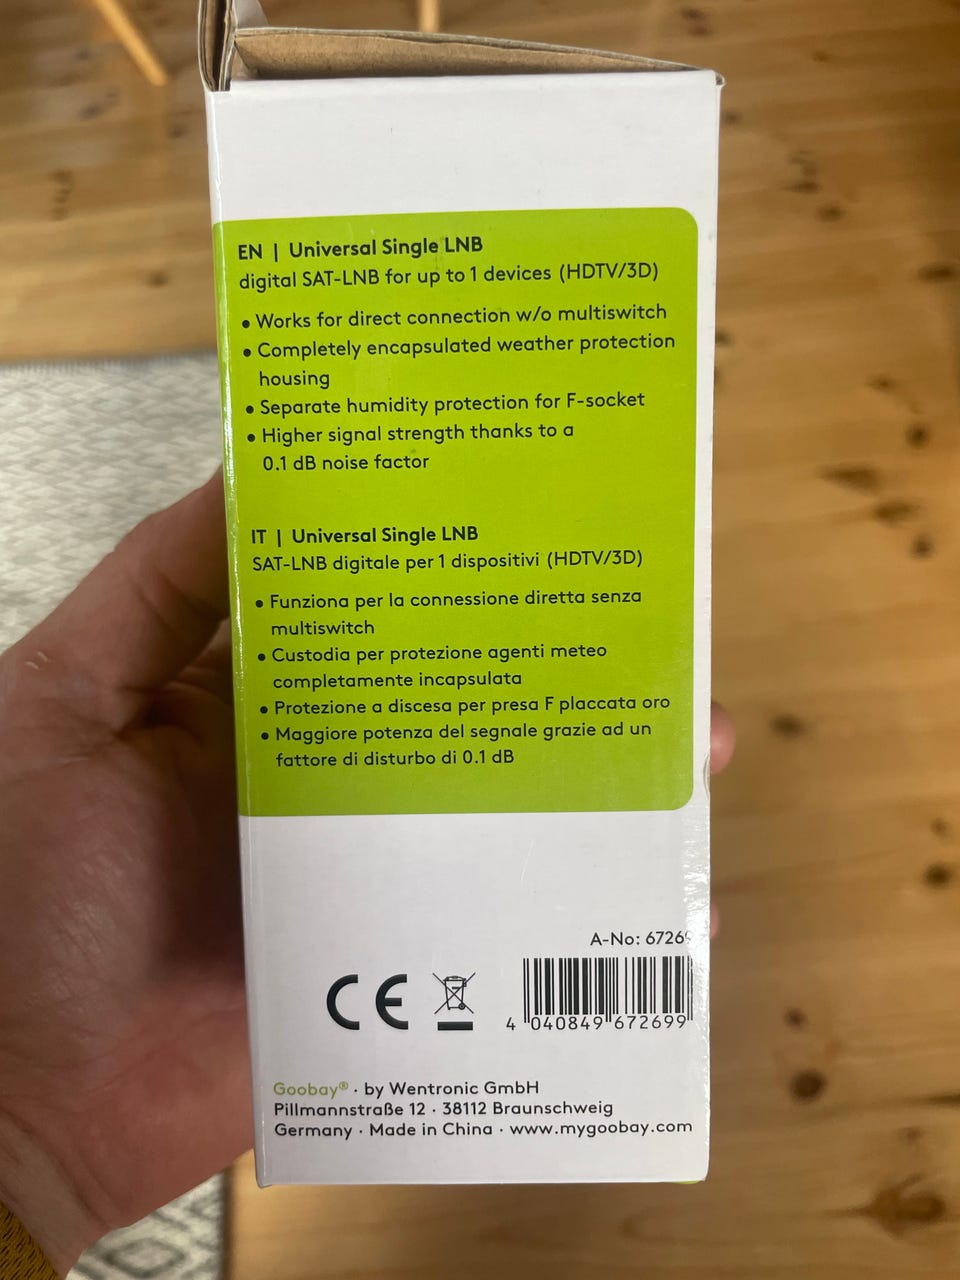 EN | Universal Single LNB
digital SAT-LNB for up to 1 devices (HDTV/3D)
• Works for direct connection w/o multiswitch
• Completely encapsulated weather protection
housing
• Separate humidity protection for F-socket
• Higher signal strength thanks to a
0.1 dB noise factor
IT | Universal Single LNB
SAT-LNB digitale per 1 dispositivi (HDTV/3D)
• Funziona per la connessione diretta senza
multiswitch
• Custodia per protezione agenti meteo
completamente incapsulata
• Protezione a discesa per presa F placcata oro
• Maggiore potenza del segnale grazie ad un
fattore di disturbo di 0.1 dB
A-No: 67269
CE
4 040849 672699
Goobay® · by Wentronic GmbH
Pillmannstraße 12 · 38112 Braunschweig
Germany · Made in China · www.mygoobay.com